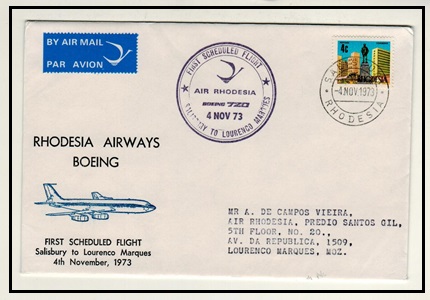 BY AIR MAIL
PAR AVION
FIRST SCHEDULED FLIGHT
AIR RHODESIA
BOEING 720
4 NOV 73
SALISBURY TO LOURENCO MARQUES
4c
-4 NOV 1973
RHODESIA
RHODESIA AIRWAYS
BOEING
FIRST SCHEDULED FLIGHT
Salisbury to Lourenco Marques
4th November, 1973
MR A. DE CAMPOS VIEIRA,
AIR RHODESIA, PREDIO SANTOS GIL,
5TH FLOOR, NO. 20.,
AV. DA REPUBLICA, 1509,
LOURENCO MARQUES, MOZ.